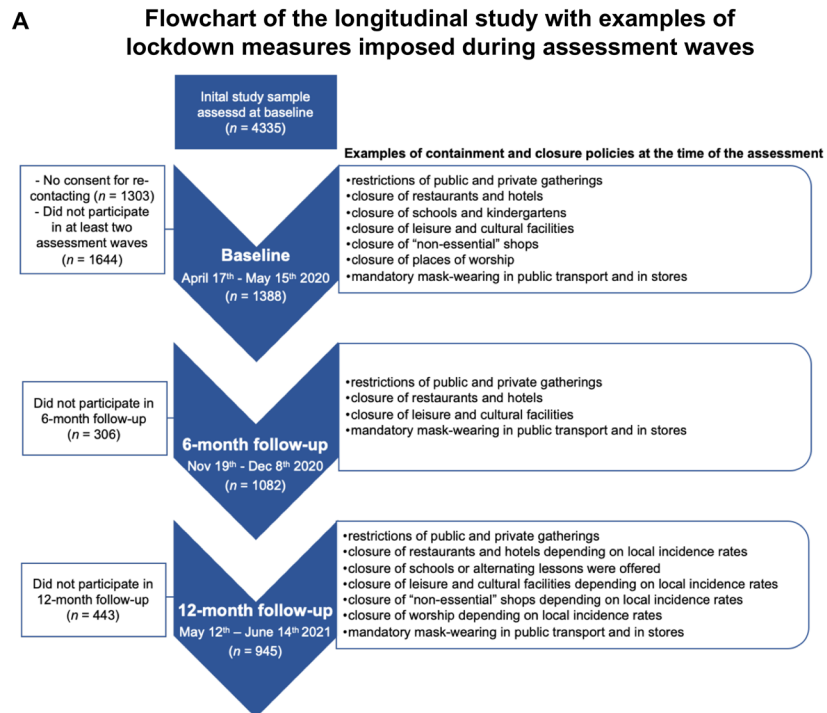 A
Flowchart of the longitudinal study with examples of
lockdown measures imposed during assessment waves
Inital study sample
assessd at baseline
(n = 4335)
Examples of containment and closure policies at the time of the assessment
- No consent for re-
contacting (n = 1303)
- Did not participate
in at least two
assessment waves
(n = 1644)
Baseline
April 17th - May 15th 2020
(n = 1388)
•restrictions of public and private gatherings
•closure of restaurants and hotels
•closure of schools and kindergartens
•closure of leisure and cultural facilities
•closure of “non-essential” shops
•closure of places of worship
•mandatory mask-wearing in public transport and in stores
Did not participate in
6-month follow-up
(n = 306)
6-month follow-up
Nov 19th - Dec 8th 2020
(n = 1082)
•restrictions of public and private gatherings
•closure of restaurants and hotels
•closure of leisure and cultural facilities
•mandatory mask-wearing in public transport and in stores
Did not participate in
12-month follow-up
(n = 443)
12-month follow-up
May 12th – June 14th 2021
(n = 945)
•restrictions of public and private gatherings
•closure of restaurants and hotels depending on local incidence rates
•closure of schools or alternating lessons were offered
•closure of leisure and cultural facilities depending on local incidence rates
•closure of “non-essential” shops depending on local incidence rates
•closure of worship depending on local incidence rates
•mandatory mask-wearing in public transport and in stores